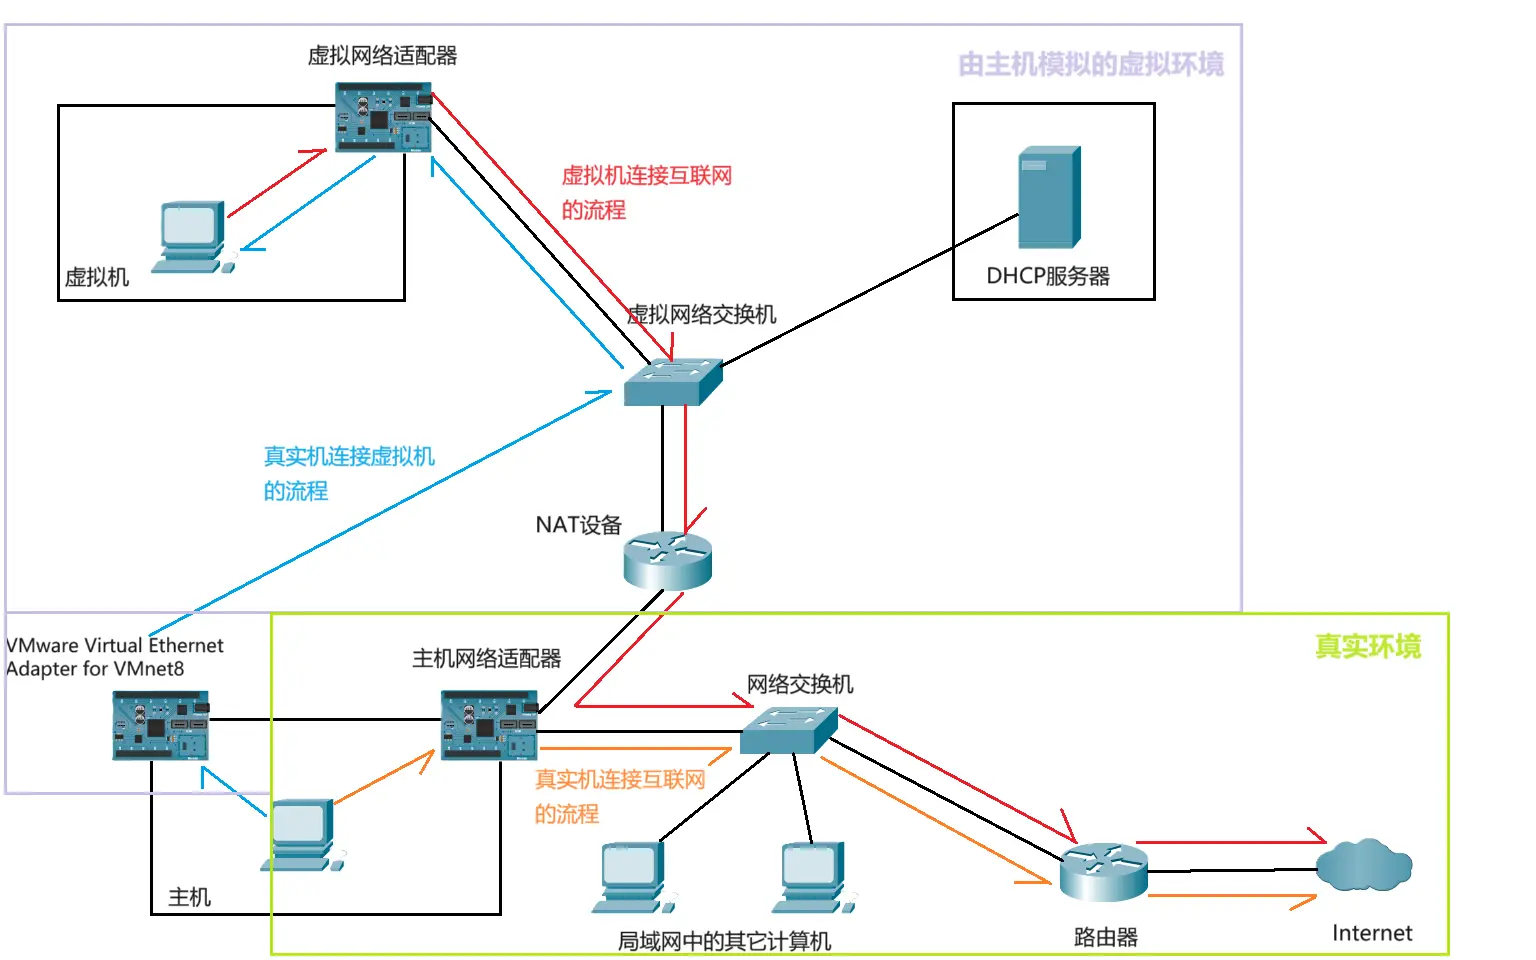 虚拟网络适配器
由主机模拟的虚拟环境
虚拟机连接互联网
的流程
虚拟机
DHCP服务器
虚拟网络交换机
真实机连接虚拟机
的流程
NAT设备
VMware Virtual Ethernet
Adapter for VMnet8
主机网络适配器
真实环境
网络交换机
真实机连接互联网
的流程
主机
局域网中的其它计算机
路由器
Internet